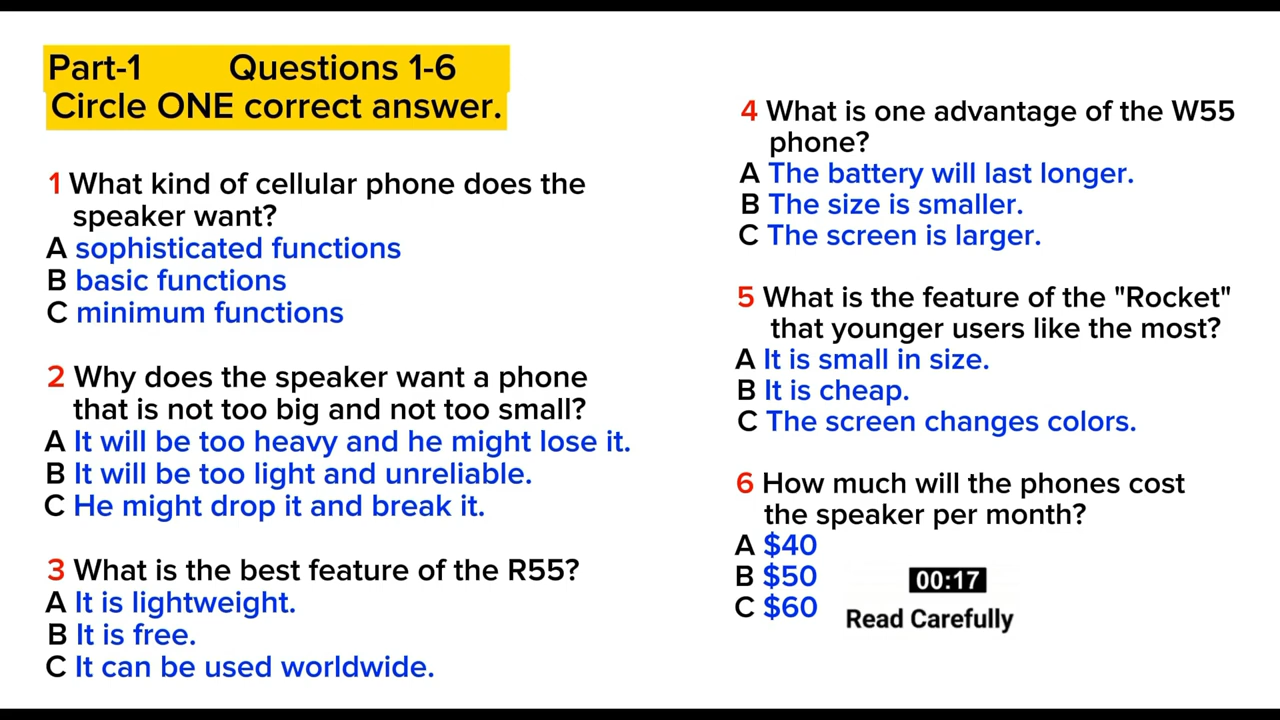 Part-1 Questions 1-6
Circle ONE correct answer.
1 What kind of cellular phone does the
speaker want?
A sophisticated functions
B basic functions
C minimum functions
2 Why does the speaker want a phone
that is not too big and not too small?
A It will be too heavy and he might lose it.
B It will be too light and unreliable.
C He might drop it and break it.
3 What is the best feature of the R55?
A It is lightweight.
B It is free.
C It can be used worldwide.
4 What is one advantage of the W55
phone?
A The battery will last longer.
B The size is smaller.
C The screen is larger.
5 What is the feature of the "Rocket"
that younger users like the most?
A It is small in size.
B It is cheap.
C The screen changes colors.
6 How much will the phones cost
the speaker per month?
A $40
B $50
C $60
00:17
Read Carefully